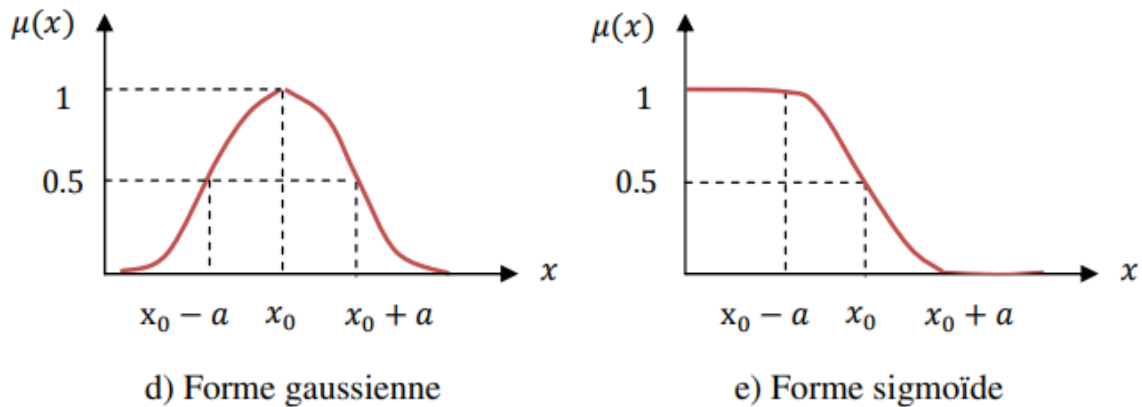 μ(x)
1
0.5
x₀ − a x₀ x₀ + a
x
d) Forme gaussienne
μ(x)
1
0.5
x₀ − a x₀ x₀ + a
x
e) Forme sigmoïde